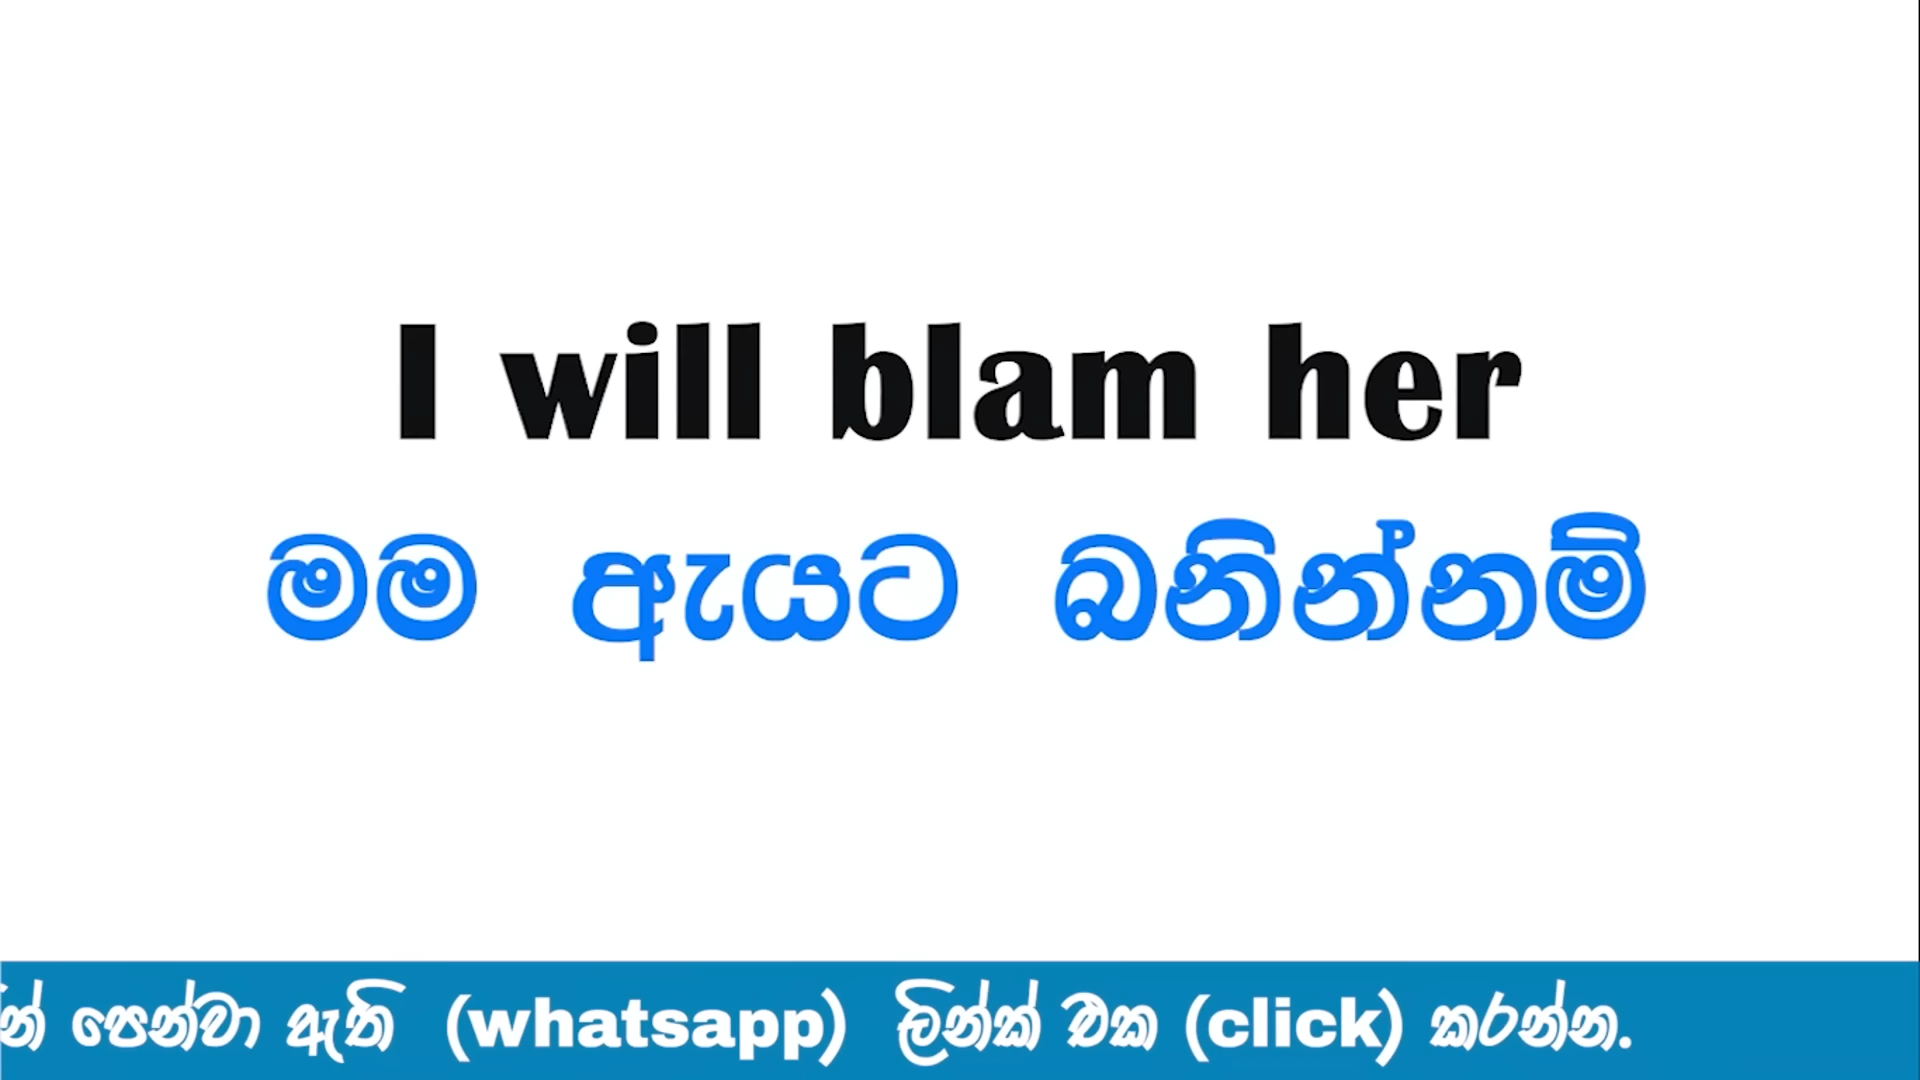 I will blam her
මම ඇයට බනින්නම්
පෙන්වා ඇති (whatsapp) ලින්ක් එක (click) කරන්න.